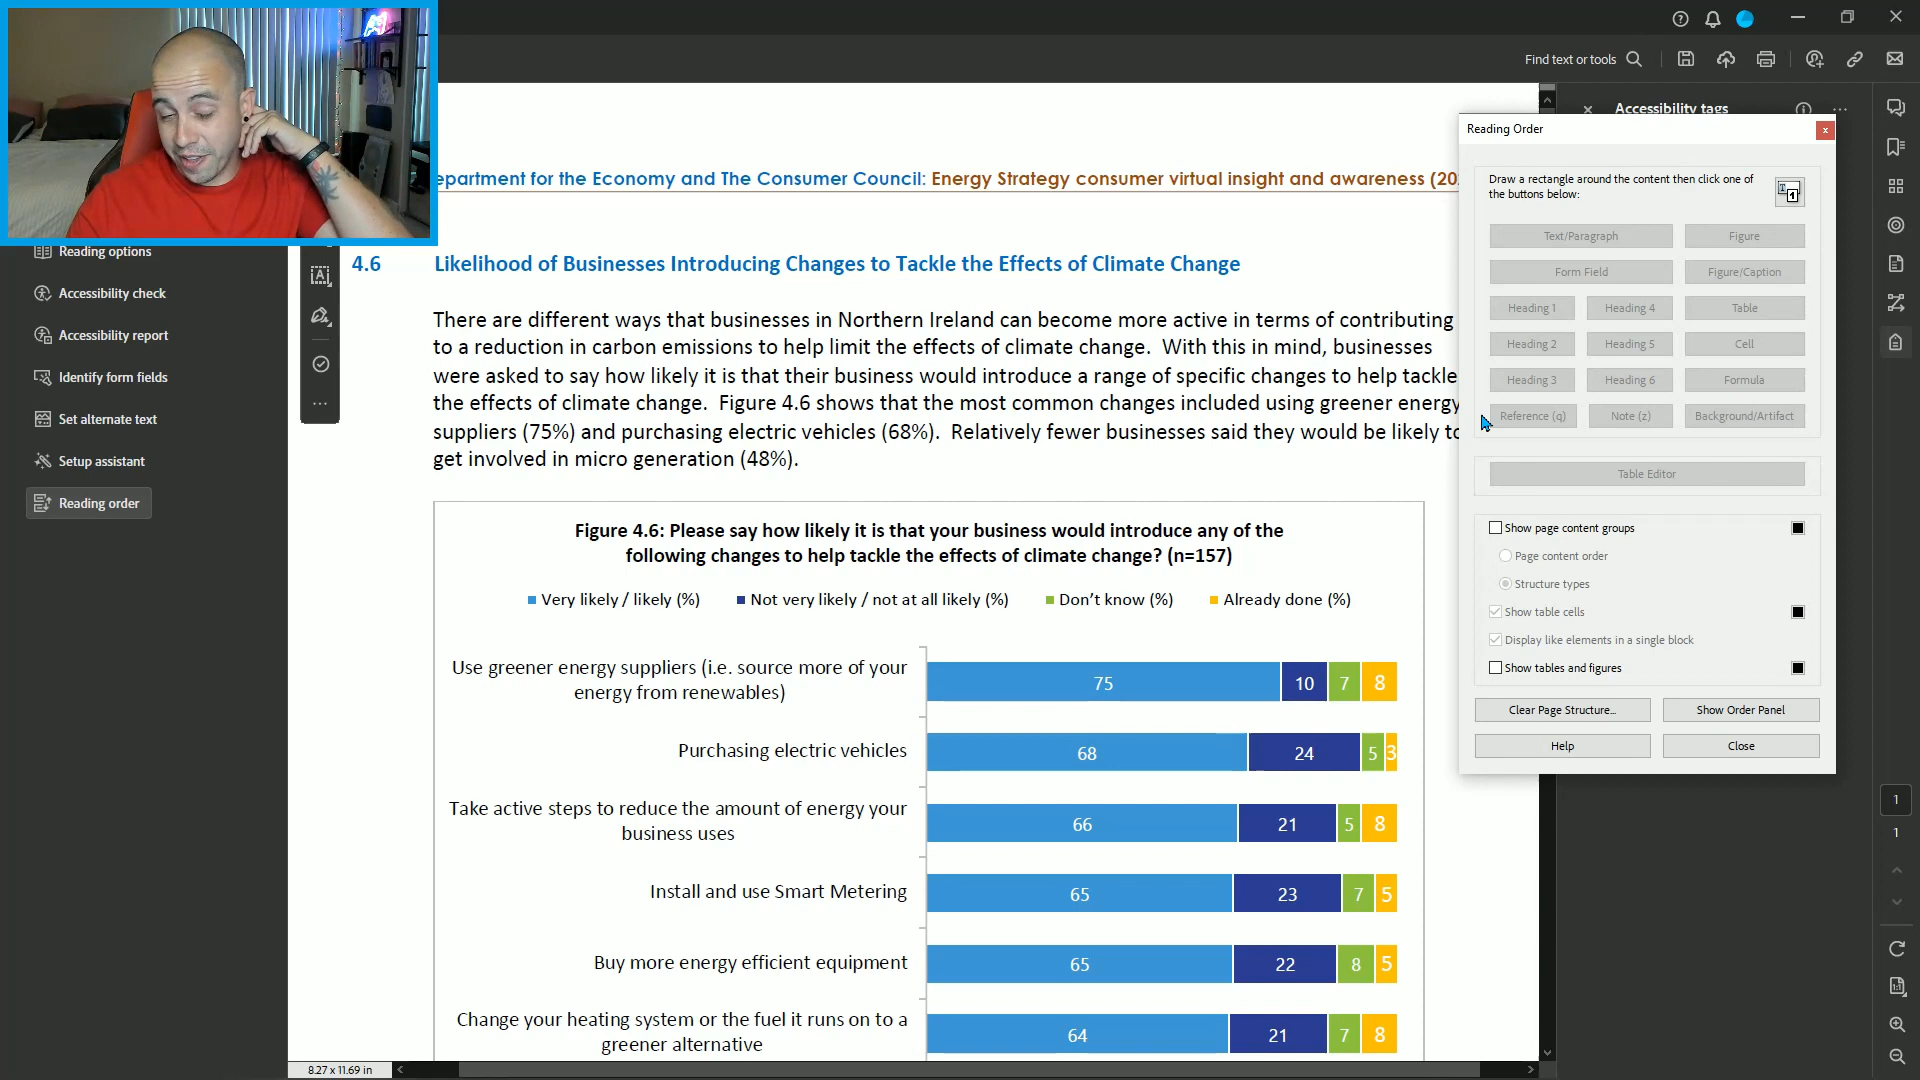 Find text or tools
Accessibility tags
Reading options
Accessibility check
Accessibility report
Identify form fields
Set alternate text
Setup assistant
Reading order
epartment for the Economy and The Consumer Council: Energy Strategy consumer virtual insight and awareness (20
4.6 Likelihood of Businesses Introducing Changes to Tackle the Effects of Climate Change
There are different ways that businesses in Northern Ireland can become more active in terms of contributing
to a reduction in carbon emissions to help limit the effects of climate change. With this in mind, businesses
were asked to say how likely it is that their business would introduce a range of specific changes to help tackle
the effects of climate change. Figure 4.6 shows that the most common changes included using greener energy
suppliers (75%) and purchasing electric vehicles (68%). Relatively fewer businesses said they would be likely to
get involved in micro generation (48%).
Figure 4.6: Please say how likely it is that your business would introduce any of the
following changes to help tackle the effects of climate change? (n=157)
Very likely / likely (%) Not very likely / not at all likely (%) Don't know (%) Already done (%)
Use greener energy suppliers (i.e. source more of your
energy from renewables)
75 10 7 8
Purchasing electric vehicles
68 24 5 3
Take active steps to reduce the amount of energy your
business uses
66 21 5 8
Install and use Smart Metering
65 23 7 5
Buy more energy efficient equipment
65 22 8 5
Change your heating system or the fuel it runs on to a
greener alternative
64 21 7 8
8.27 x 11.69 in
Reading Order
x
Draw a rectangle around the content then click one of
the buttons below:
Text/Paragraph Figure
Form Field Figure/Caption
Heading 1 Heading 4 Table
Heading 2 Heading 5 Cell
Heading 3 Heading 6 Formula
Reference (q) Note (z) Background/Artifact
Table Editor
Show page content groups
Page content order
Structure types
Show table cells
Display like elements in a single block
Show tables and figures
Clear Page Structure... Show Order Panel
Help Close
1
1